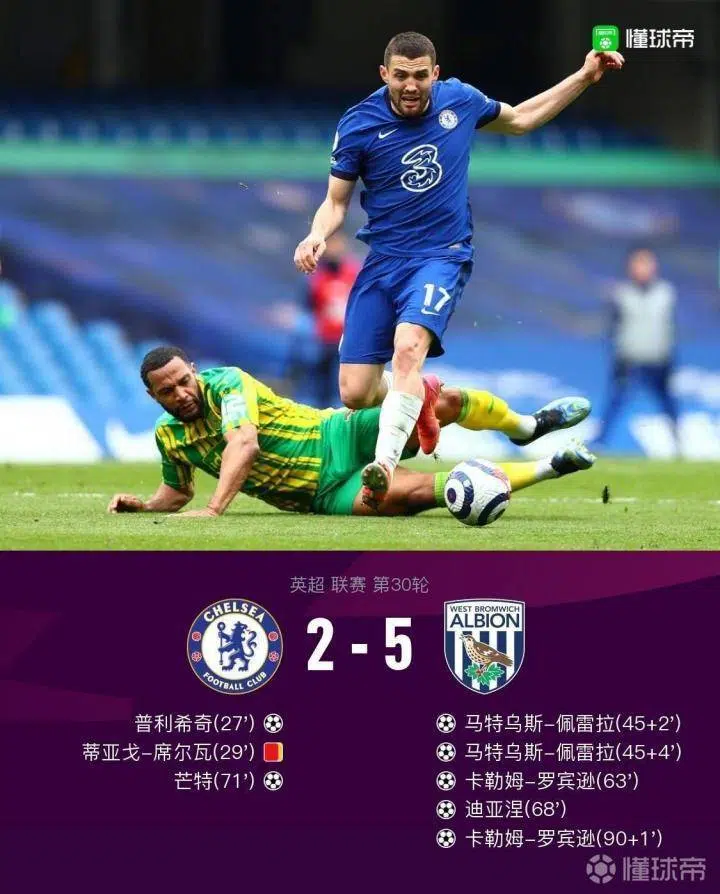 懂球帝
3
17
英超 联赛 第30轮
CHELSEA
FOOTBALL CLUB
2 - 5
WEST BROMWICH
ALBION
普利希奇(27’)
蒂亚戈-席尔瓦(29’)
芒特(71’)
马特乌斯-佩雷拉(45+2’)
马特乌斯-佩雷拉(45+4’)
卡勒姆-罗宾逊(63’)
迪亚涅(68’)
卡勒姆-罗宾逊(90+1’)
懂球帝